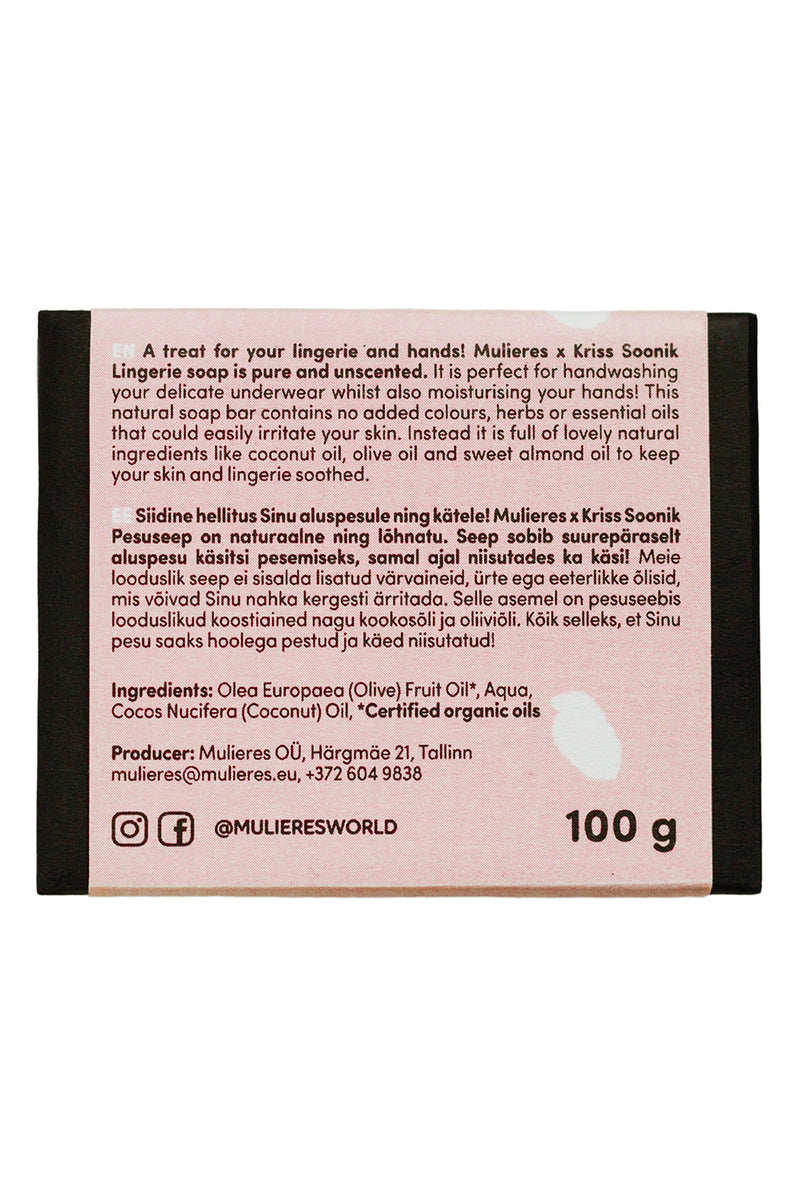 EN A treat for your lingerie and hands! Mulieres x Kriss Soonik
Lingerie soap is pure and unscented. It is perfect for handwashing
your delicate underwear whilst also moisturising your hands! This
natural soap bar contains no added colours, herbs or essential oils
that could easily irritate your skin. Instead it is full of lovely natural
ingredients like coconut oil, olive oil and sweet almond oil to keep
your skin and lingerie soothed.
EE Siidine hellitus Sinu aluspesule ning kätele! Mulieres x Kriss Soonik
Pesuseep on naturaalne ning lõhnatu. Seep sobib suurepäraselt
aluspesu käsitsi pesemiseks, samal ajal niisutades ka käsi! Meie
looduslik seep ei sisalda lisatud värvaineid, ürte ega eeterlikke õlisid,
mis võivad Sinu nahka kergesti ärritada. Selle asemel on pesuseebis
looduslikud koostiained nagu kookosõli ja oliiviõli. Kõik selleks, et Sinu
pesu saaks hoolega pestud ja käed niisutatud!
Ingredients: Olea Europaea (Olive) Fruit Oil*, Aqua,
Cocos Nucifera (Coconut) Oil, *Certified organic oils
Producer: Mulieres OÜ, Härgmäe 21, Tallinn
mulieres@mulieres.eu, +372 604 9838
@MULIERESWORLD
100 g